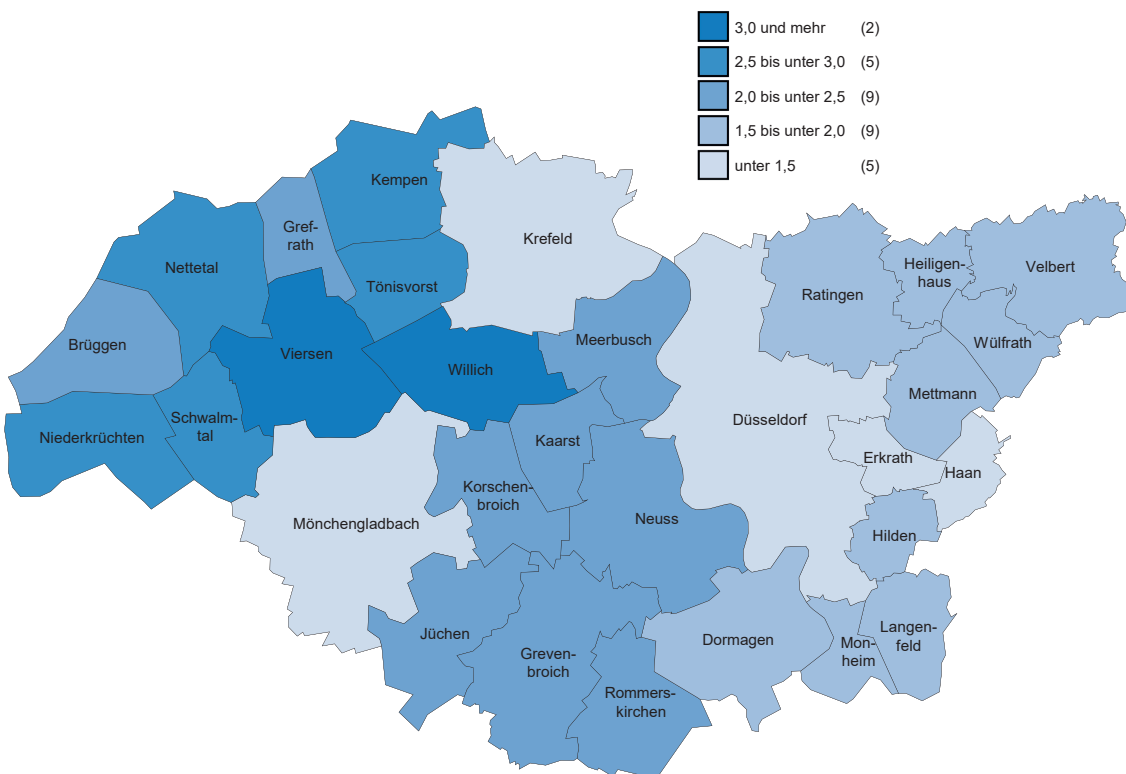 3,0 und mehr (2)
2,5 bis unter 3,0 (5)
2,0 bis unter 2,5 (9)
1,5 bis unter 2,0 (9)
unter 1,5 (5)
Kempen
Gref-
rath
Krefeld
Nettetal
Tönisvorst
Ratingen
Heiligen-
haus
Velbert
Brüggen
Viersen
Willich
Meerbusch
Wülfrath
Mettmann
Niederkrüchten
Schwalm-
tal
Düsseldorf
Kaarst
Erkrath
Haan
Korschen-
broich
Mönchengladbach
Neuss
Hilden
Jüchen
Greven-
broich
Dormagen
Mon-
heim
Langen-
feld
Rommers-
kirchen